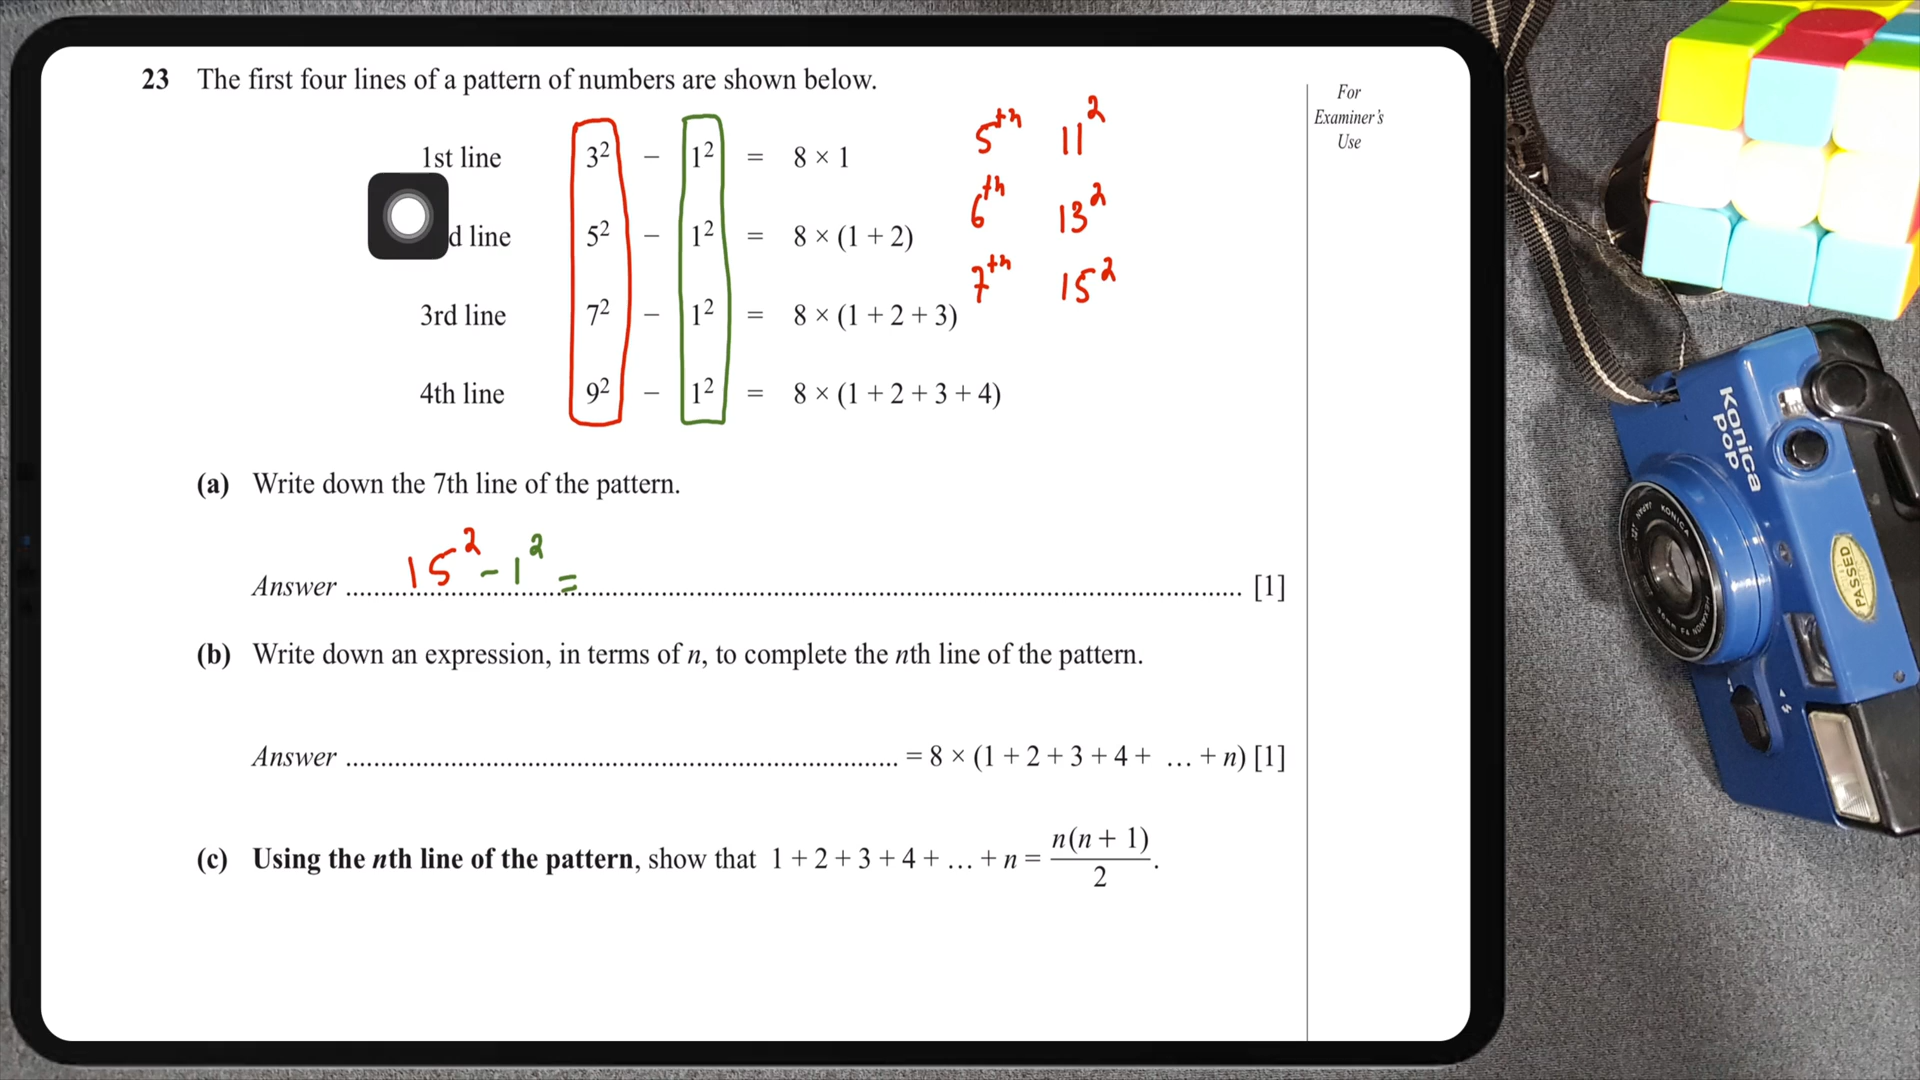 23 The first four lines of a pattern of numbers are shown below.
For
Examiner's
Use
1st line 3² − 1² = 8 × 1
d line 5² − 1² = 8 × (1 + 2)
3rd line 7² − 1² = 8 × (1 + 2 + 3)
4th line 9² − 1² = 8 × (1 + 2 + 3 + 4)
5th 11²
6th 13²
7th 15²
(a) Write down the 7th line of the pattern.
15² - 1² =
Answer .......... [1]
(b) Write down an expression, in terms of n, to complete the nth line of the pattern.
Answer .......... = 8 × (1 + 2 + 3 + 4 + … + n) [1]
(c) Using the nth line of the pattern, show that 1 + 2 + 3 + 4 + … + n = n(n + 1)/2 .
Konica
pop
PASSED
KONICA